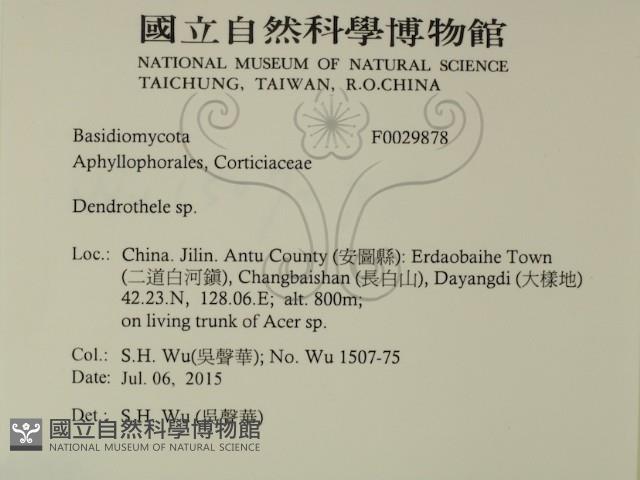 國立自然科學博物館
NATIONAL MUSEUM OF NATURAL SCIENCE
TAICHUNG, TAIWAN, R.O.CHINA
Basidiomycota F0029878
Aphyllophorales, Corticiaceae
Dendrothele sp.
Loc.: China. Jilin. Antu County (安圖縣): Erdaobaihe Town
(二道白河鎭), Changbaishan (長白山), Dayangdi (大樣地)
42.23.N, 128.06.E; alt. 800m;
on living trunk of Acer sp.
Col.: S.H. Wu(吳聲華); No. Wu 1507-75
Date: Jul. 06, 2015
Det.: S.H. Wu (吳聲華)
國立自然科學博物館
NATIONAL MUSEUM OF NATURAL SCIENCE